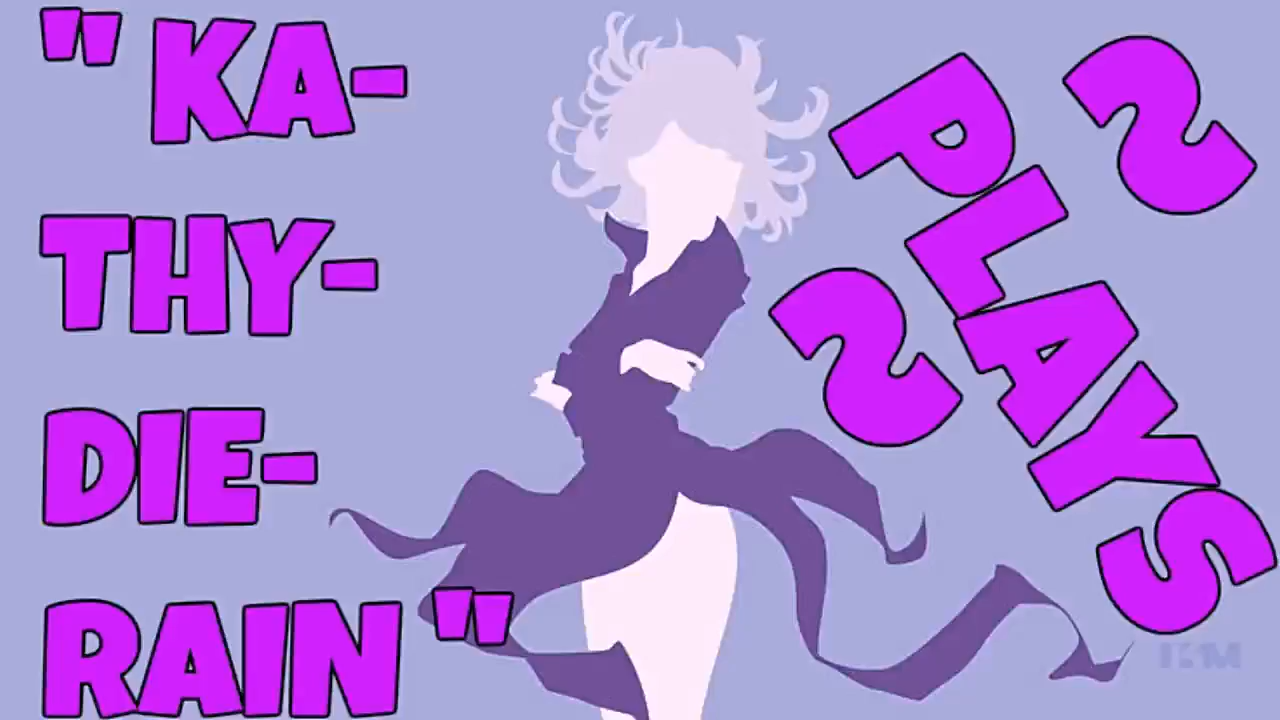 " KA-
THY-
DIE-
RAIN "
~ PLAYS ~